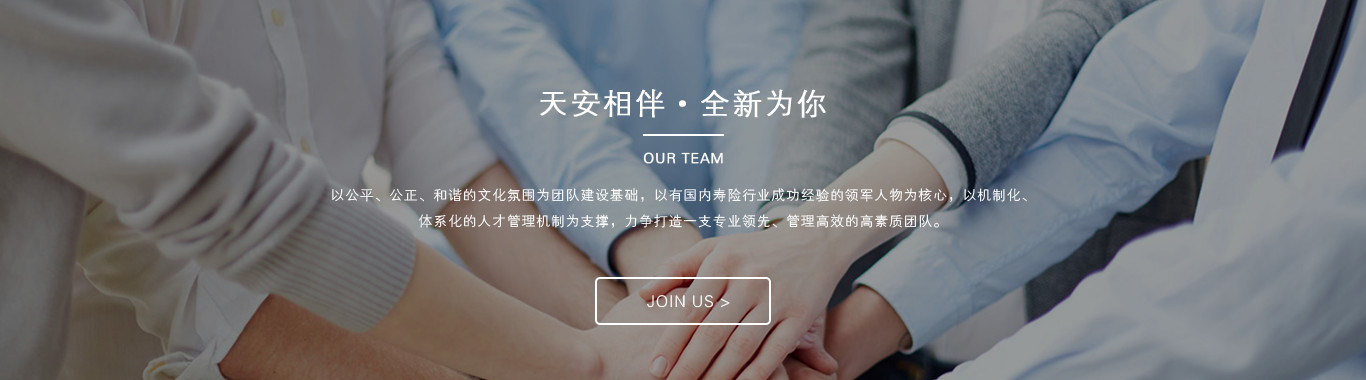 天安相伴·全新为你
OUR TEAM
以公平、公正、和谐的文化氛围为团队建设基础，以有国内寿险行业成功经验的领军人物为核心，以机制化、
体系化的人才管理机制为支撑，力争打造一支专业领先、管理高效的高素质团队。
JOIN US >